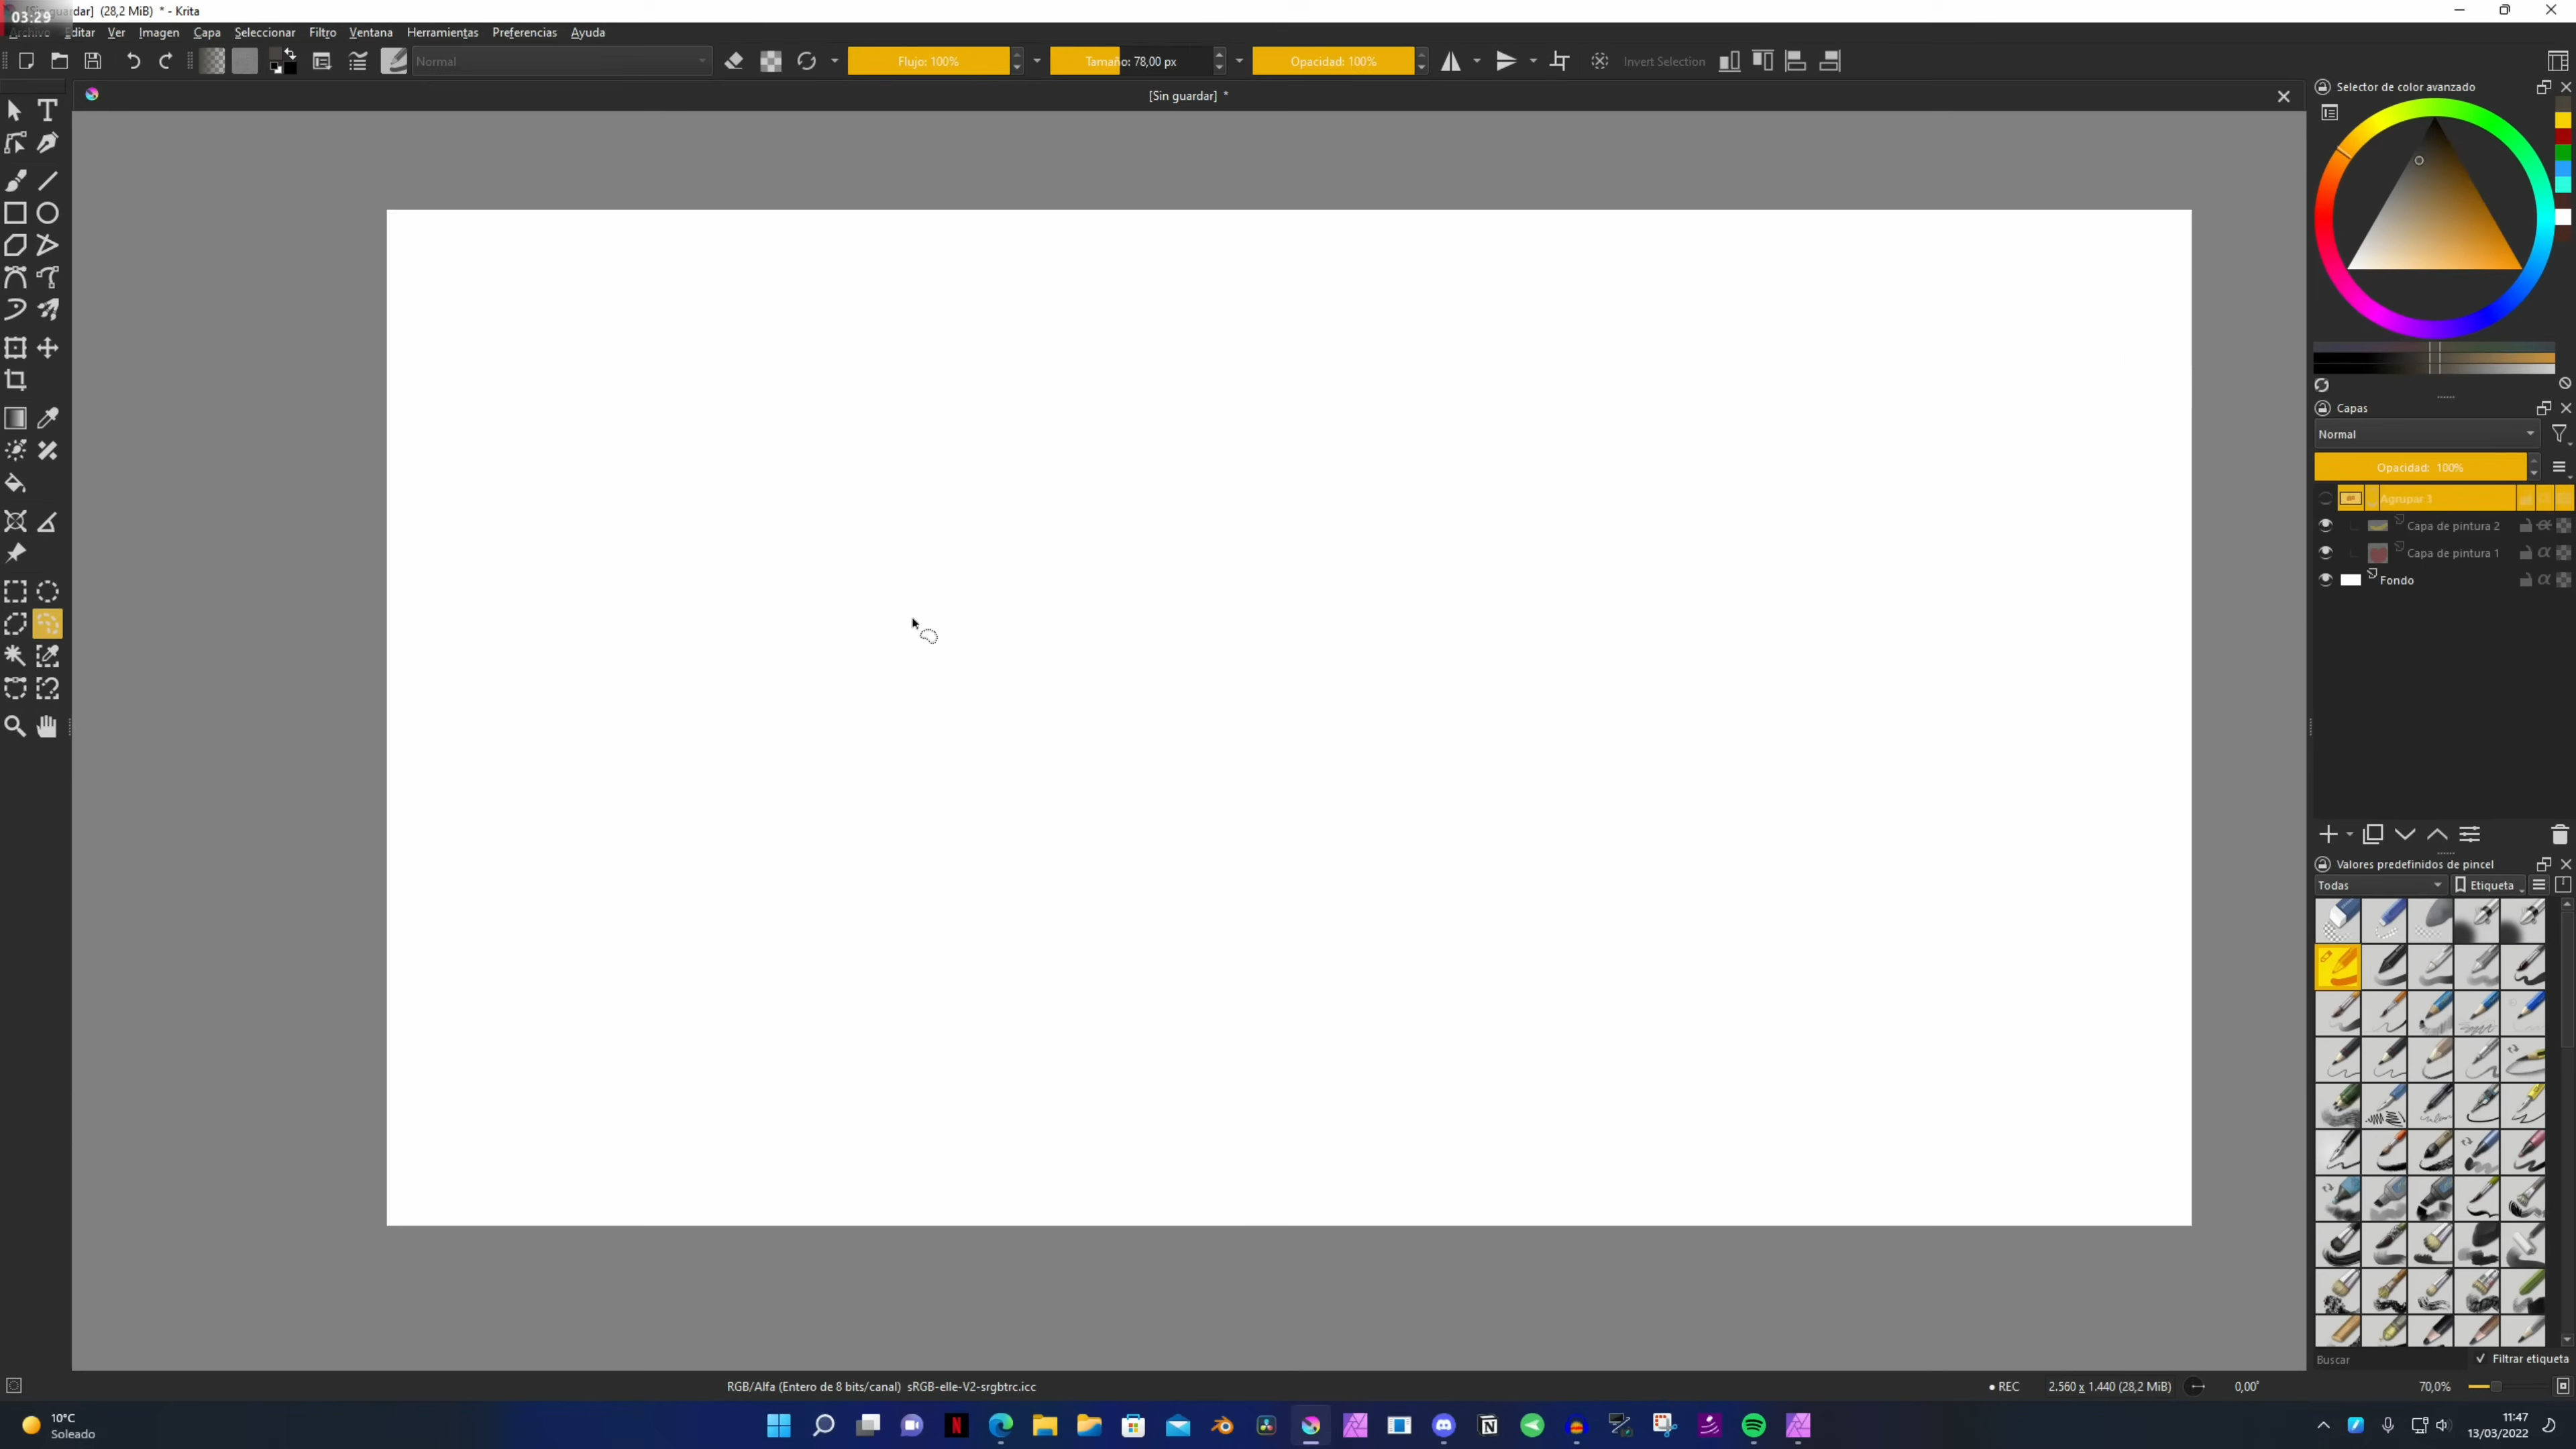 03:29
guardar] (28,2 MiB) * - Krita
Archivo Editar Ver Imagen Capa Seleccionar Filtro Ventana Herramientas Preferencias Ayuda
Normal
Flujo: 100%
Tamaño: 78,00 px
Opacidad: 100%
Invert Selection
[Sin guardar] *
Selector de color avanzado
Capas
Normal
Opacidad: 100%
Agrupar 3
Capa de pintura 2
Capa de pintura 1
Fondo
Valores predefinidos de pincel
Todas
Etiqueta
Buscar
Filtrar etiqueta
RGB/Alfa (Entero de 8 bits/canal) sRGB-elle-V2-srgbtrc.icc
REC
2.560 x 1.440 (28,2 MiB)
0,00°
70,0%
10°C
Soleado
11:47
13/03/2022